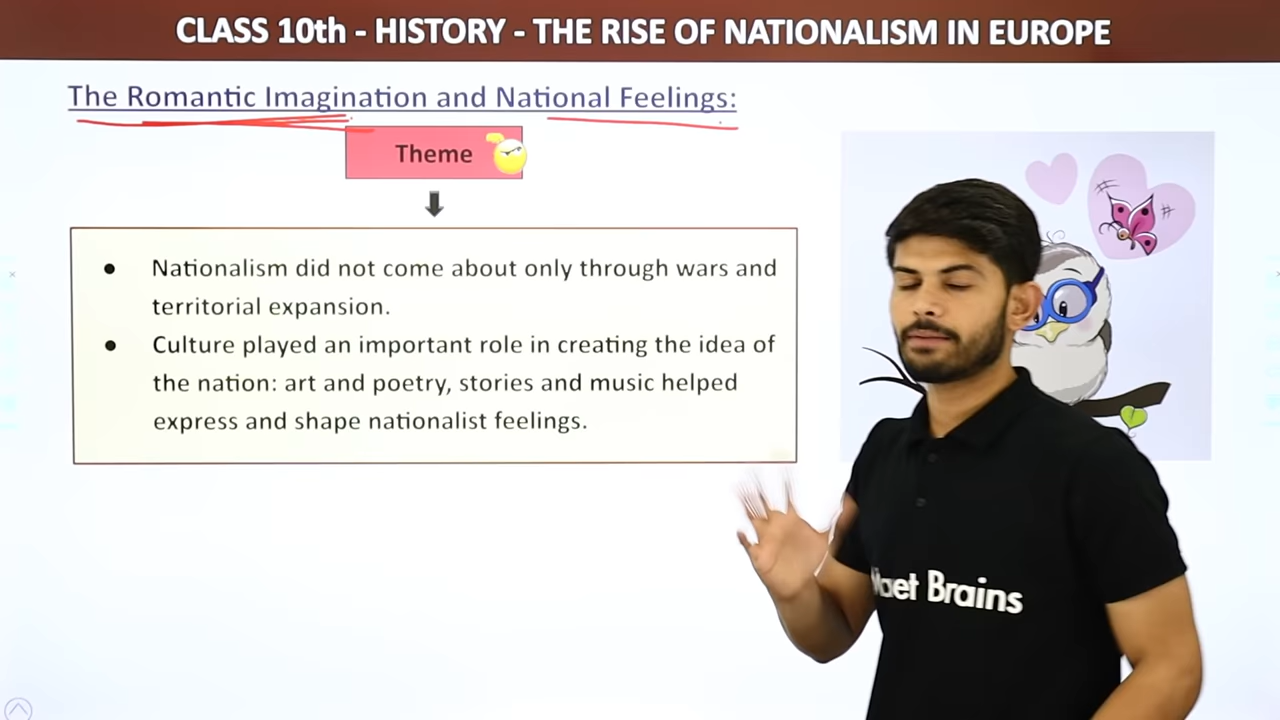 CLASS 10th - HISTORY - THE RISE OF NATIONALISM IN EUROPE
The Romantic Imagination and National Feelings:
Theme
● Nationalism did not come about only through wars and
territorial expansion.
● Culture played an important role in creating the idea of
the nation: art and poetry, stories and music helped
express and shape nationalist feelings.
Brains